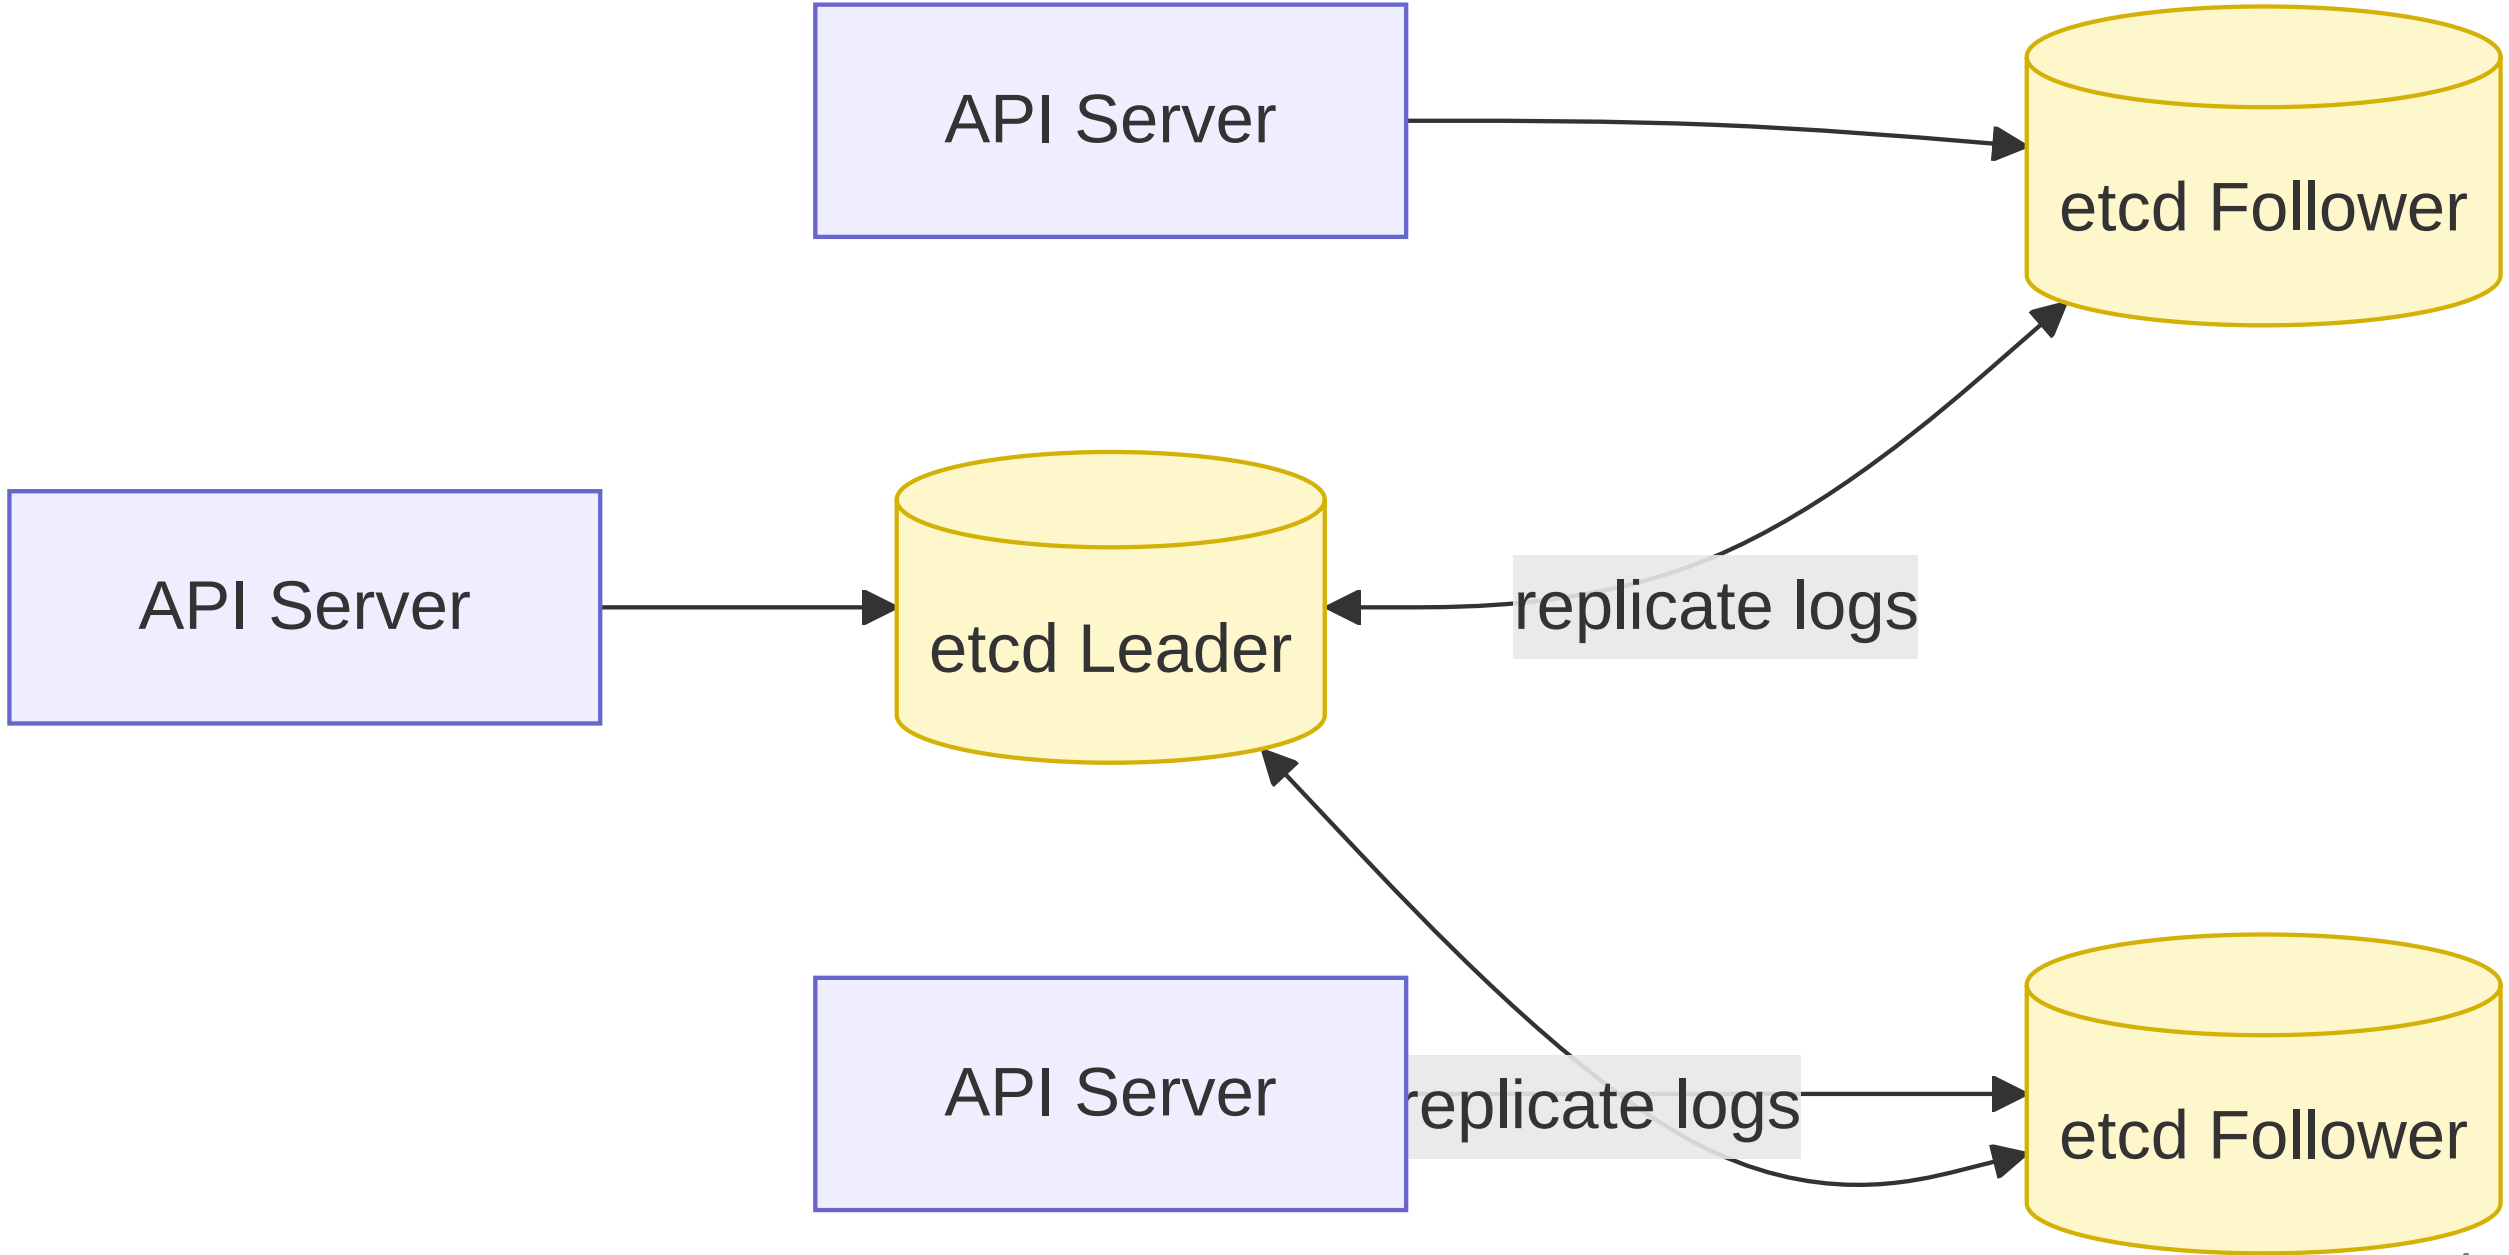 API Server
etcd Follower
API Server
etcd Leader
replicate logs
API Server
replicate logs
etcd Follower